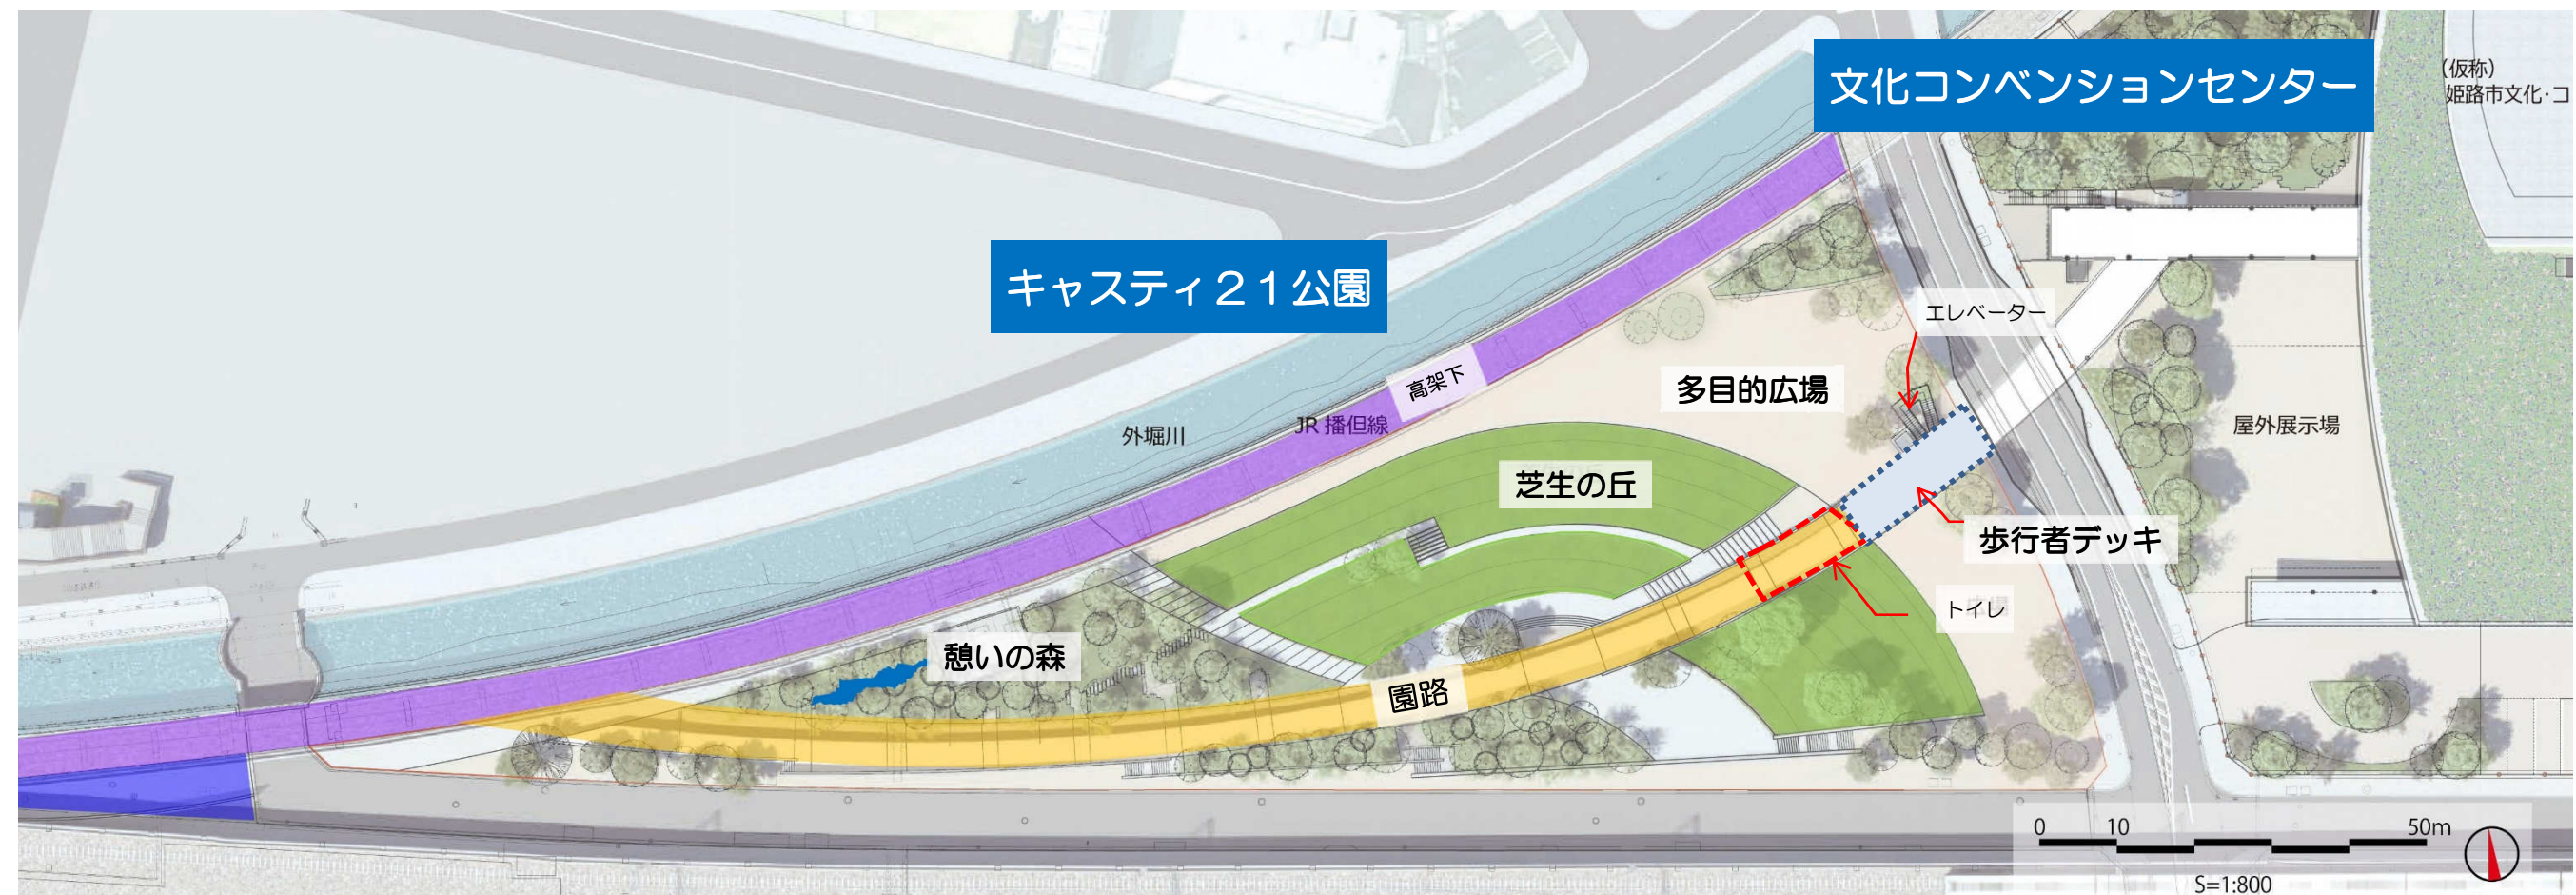 文化コンベンションセンター
(仮称)
姫路市文化・コ
キャスティ２１公園
エレベーター
高架下
多目的広場
JR 播但線
外堀川
屋外展示場
芝生の丘
歩行者デッキ
トイレ
憩いの森
園路
0 10 50m
S=1:800